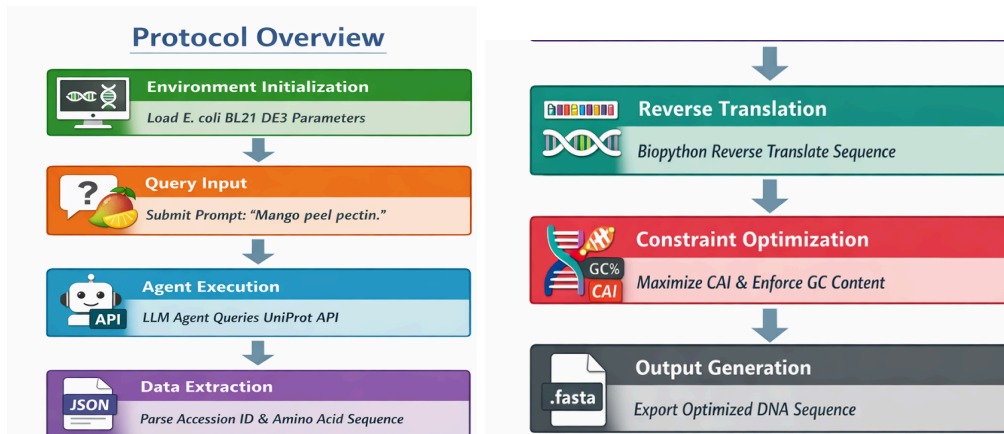 Protocol Overview
Environment Initialization
Load E. coli BL21 DE3 Parameters
?
Query Input
Submit Prompt: “Mango peel pectin.”
Agent Execution
API
LLM Agent Queries UniProt API
Data Extraction
JSON
Parse Accession ID & Amino Acid Sequence
Reverse Translation
Biopython Reverse Translate Sequence
Constraint Optimization
GC%
CAI
Maximize CAI & Enforce GC Content
Output Generation
.fasta
Export Optimized DNA Sequence